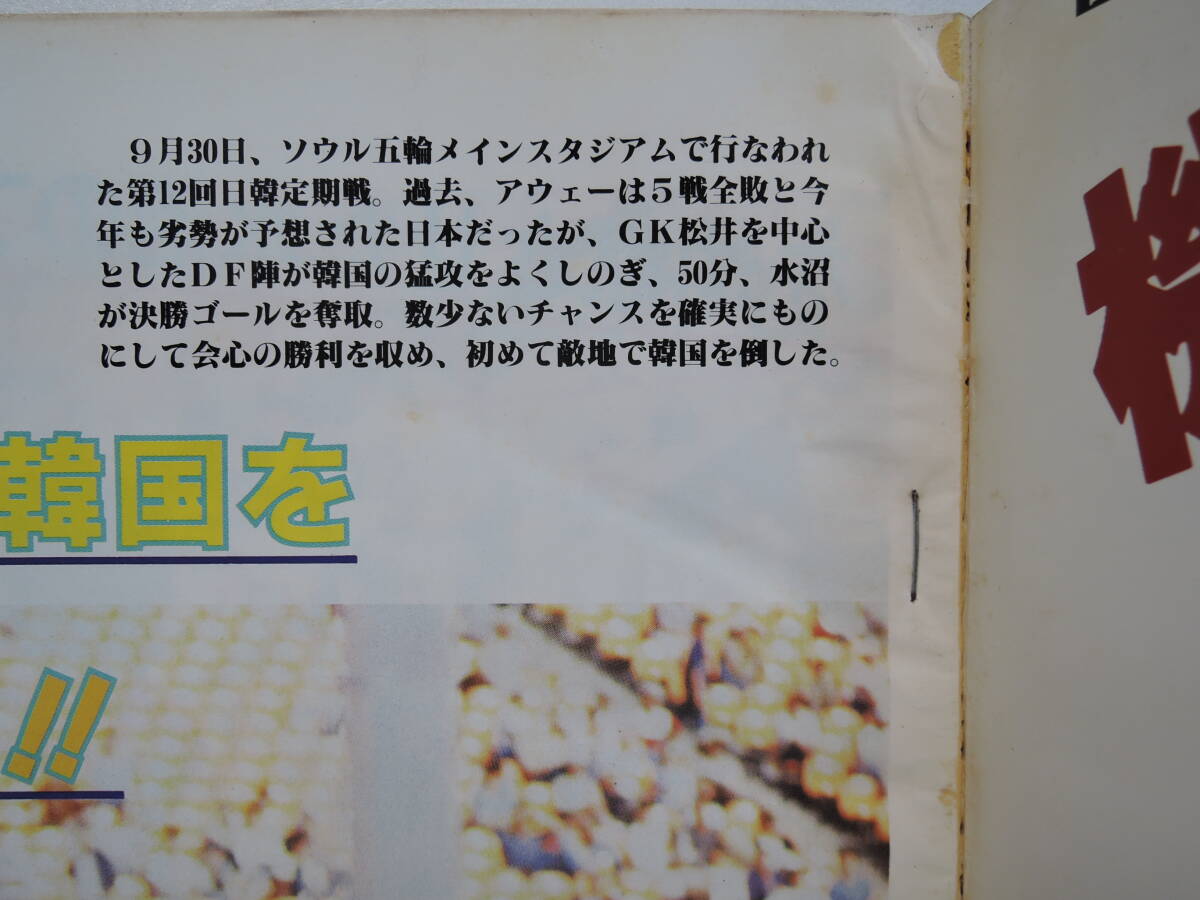 ９月30日、ソウル五輪メインスタジアムで行なわれ
た第12回日韓定期戦。過去、アウェーは５戦全敗と今
年も劣勢が予想された日本だったが、ＧＫ松井を中心
としたＤＦ陣が韓国の猛攻をよくしのぎ、50分、水沼
が決勝ゴールを奪取。数少ないチャンスを確実にもの
にして会心の勝利を収め、初めて敵地で韓国を倒した。
韓国を
!!